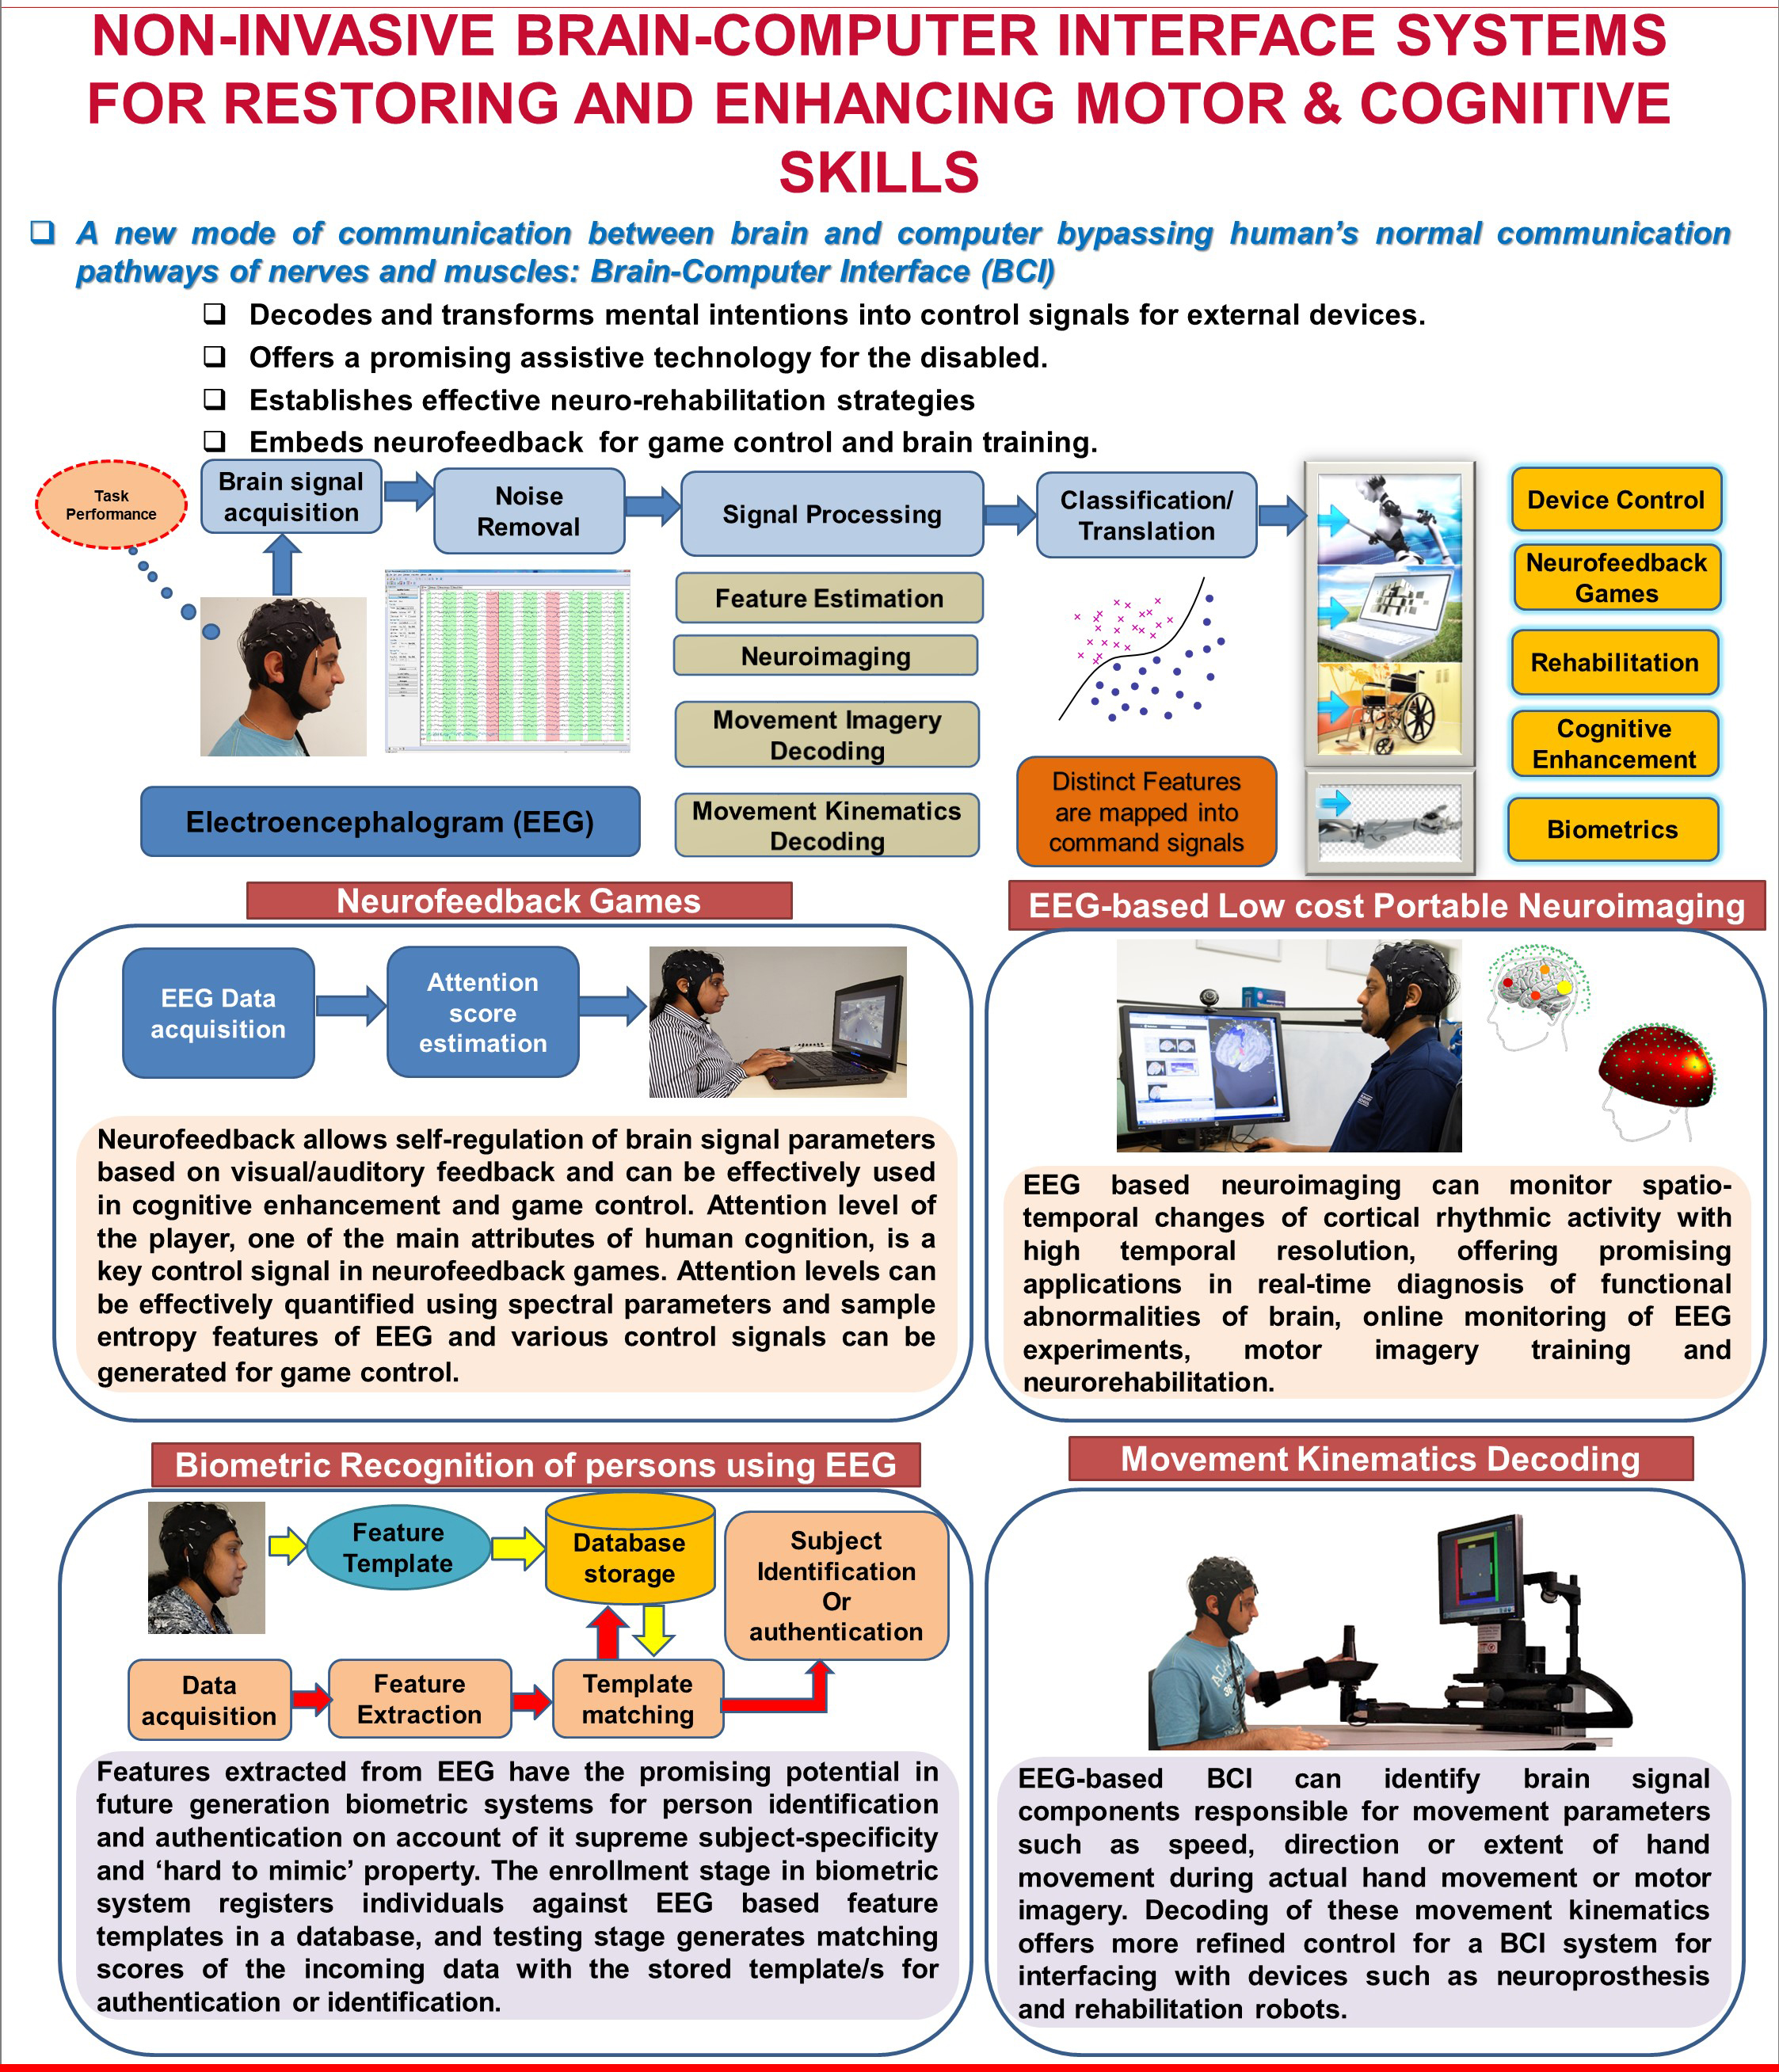 NON-INVASIVE BRAIN-COMPUTER INTERFACE SYSTEMS
FOR RESTORING AND ENHANCING MOTOR & COGNITIVE
SKILLS
❑ A new mode of communication between brain and computer bypassing human’s normal communication
pathways of nerves and muscles: Brain-Computer Interface (BCI)
❑ Decodes and transforms mental intentions into control signals for external devices.
❑ Offers a promising assistive technology for the disabled.
❑ Establishes effective neuro-rehabilitation strategies
❑ Embeds neurofeedback for game control and brain training.
Task
Performance
Brain signal
acquisition
Noise
Removal
Signal Processing
Classification/
Translation
Feature Estimation
Neuroimaging
Movement Imagery
Decoding
Movement Kinematics
Decoding
Electroencephalogram (EEG)
Distinct Features
are mapped into
command signals
Device Control
Neurofeedback
Games
Rehabilitation
Cognitive
Enhancement
Biometrics
Neurofeedback Games
EEG Data
acquisition
Attention
score
estimation
Neurofeedback allows self-regulation of brain signal parameters
based on visual/auditory feedback and can be effectively used
in cognitive enhancement and game control. Attention level of
the player, one of the main attributes of human cognition, is a
key control signal in neurofeedback games. Attention levels can
be effectively quantified using spectral parameters and sample
entropy features of EEG and various control signals can be
generated for game control.
EEG-based Low cost Portable Neuroimaging
EEG based neuroimaging can monitor spatio-
temporal changes of cortical rhythmic activity with
high temporal resolution, offering promising
applications in real-time diagnosis of functional
abnormalities of brain, online monitoring of EEG
experiments, motor imagery training and
neurorehabilitation.
Biometric Recognition of persons using EEG
Feature
Template
Database
storage
Subject
Identification
Or
authentication
Data
acquisition
Feature
Extraction
Template
matching
Features extracted from EEG have the promising potential in
future generation biometric systems for person identification
and authentication on account of it supreme subject-specificity
and ‘hard to mimic’ property. The enrollment stage in biometric
system registers individuals against EEG based feature
templates in a database, and testing stage generates matching
scores of the incoming data with the stored template/s for
authentication or identification.
Movement Kinematics Decoding
EEG-based BCI can identify brain signal
components responsible for movement parameters
such as speed, direction or extent of hand
movement during actual hand movement or motor
imagery. Decoding of these movement kinematics
offers more refined control for a BCI system for
interfacing with devices such as neuroprosthesis
and rehabilitation robots.